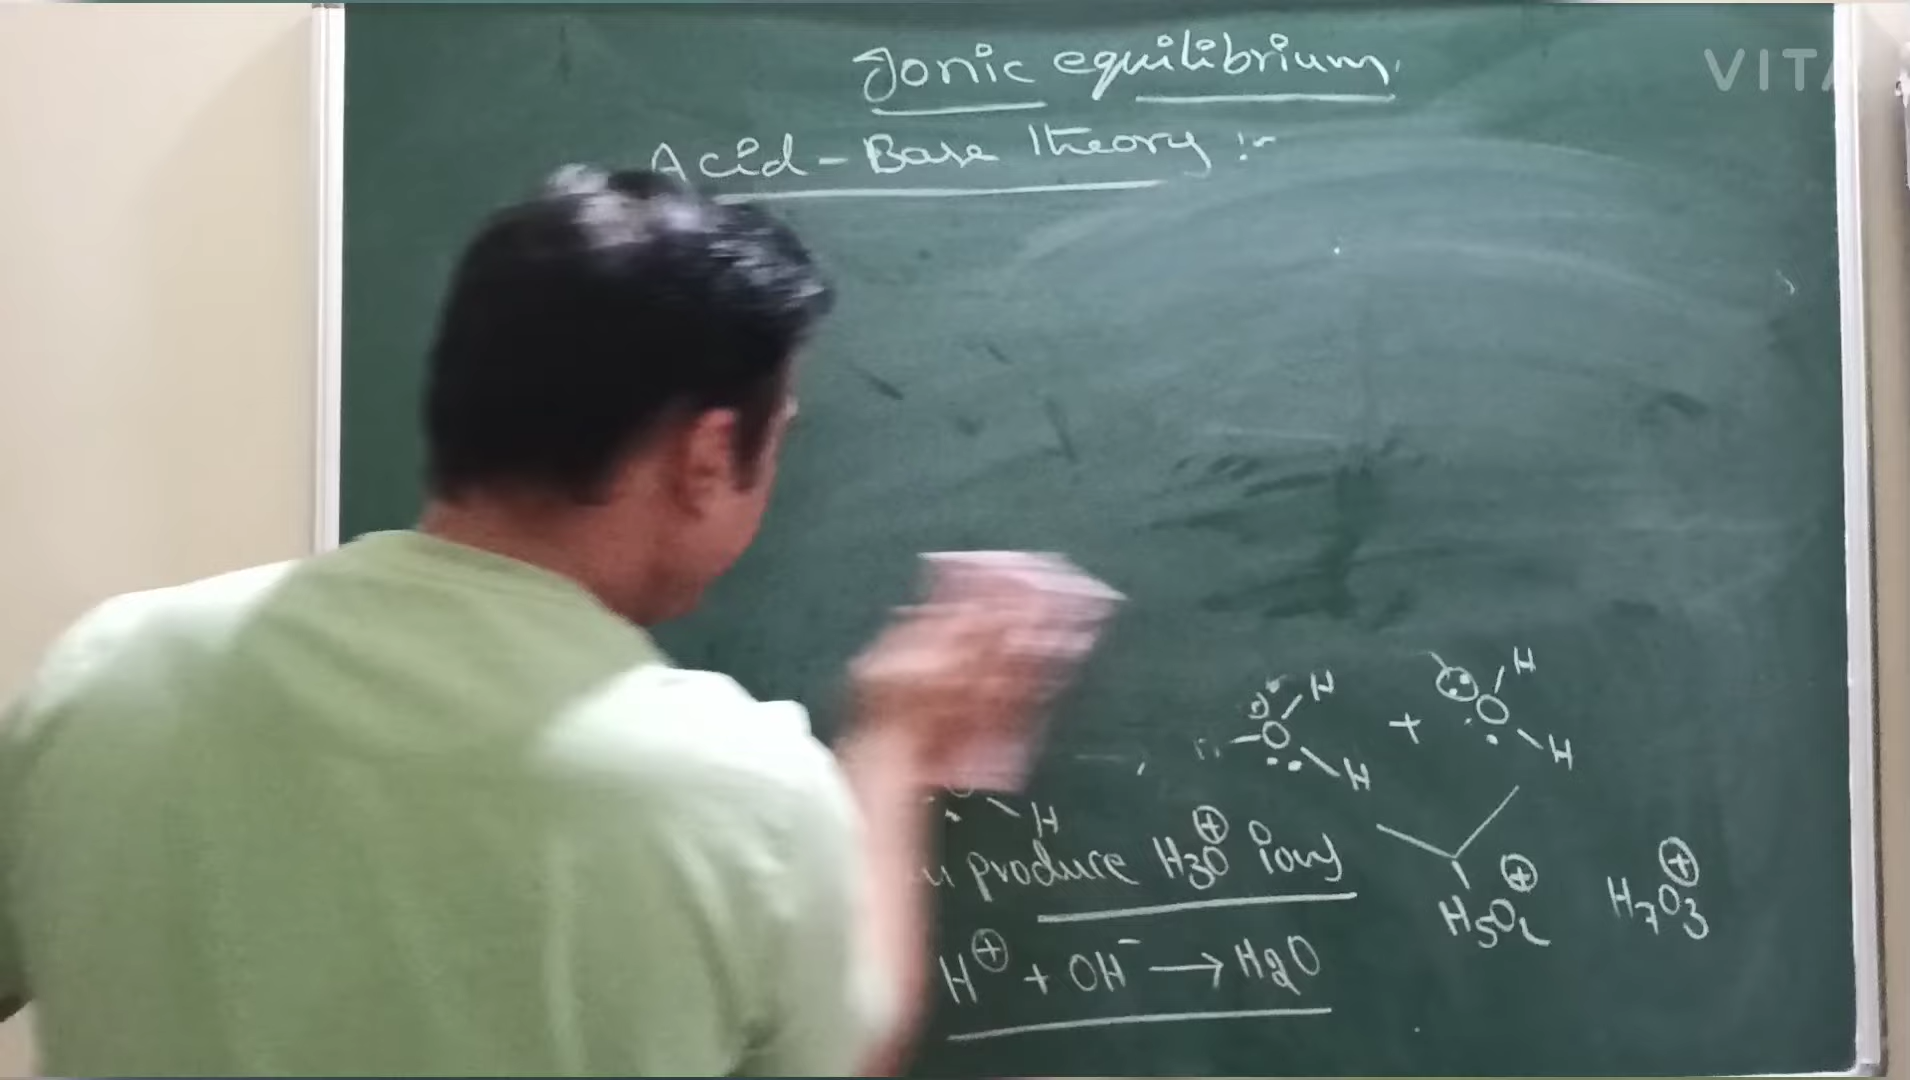 Ionic equilibrium
VITA
Acid-Base Theory :-
O H H + O H H
H
produce H3O⊕ ions
H5O2⊕ H7O3⊕
H⊕ + OH⁻ → H2O